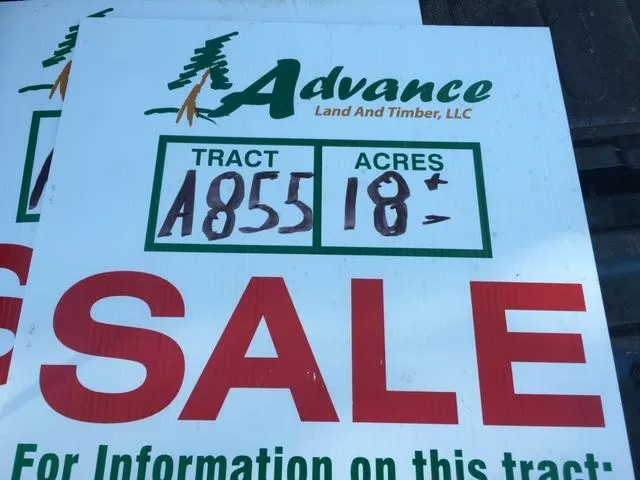 Advance
Land And Timber, LLC
TRACT ACRES
A855 18 ±
SALE
For Information on this tract: